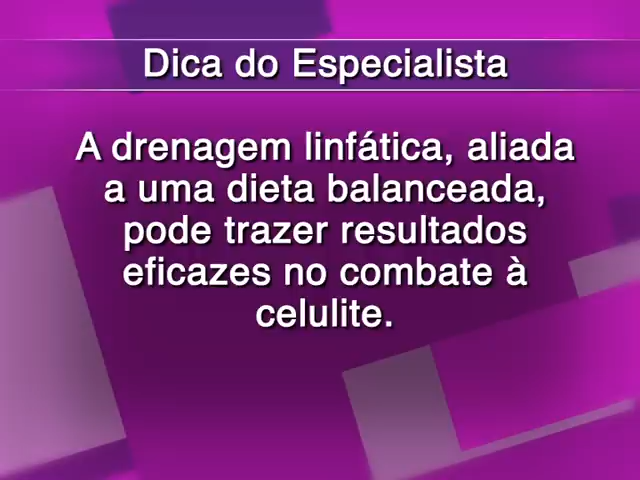 Dica do Especialista
A drenagem linfática, aliada
a uma dieta balanceada,
pode trazer resultados
eficazes no combate à
celulite.